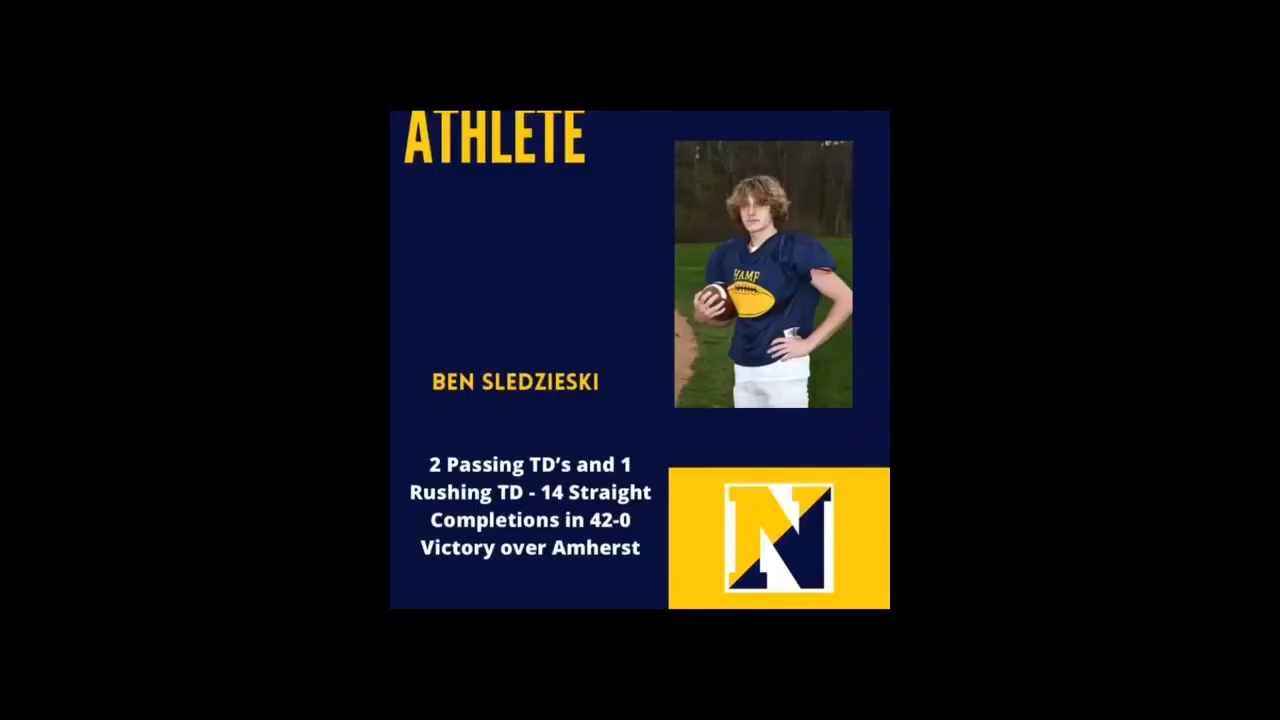 ATHLETE
HAMP
BEN SLEDZIESKI
2 Passing TD’s and 1
Rushing TD - 14 Straight
Completions in 42-0
Victory over Amherst
N